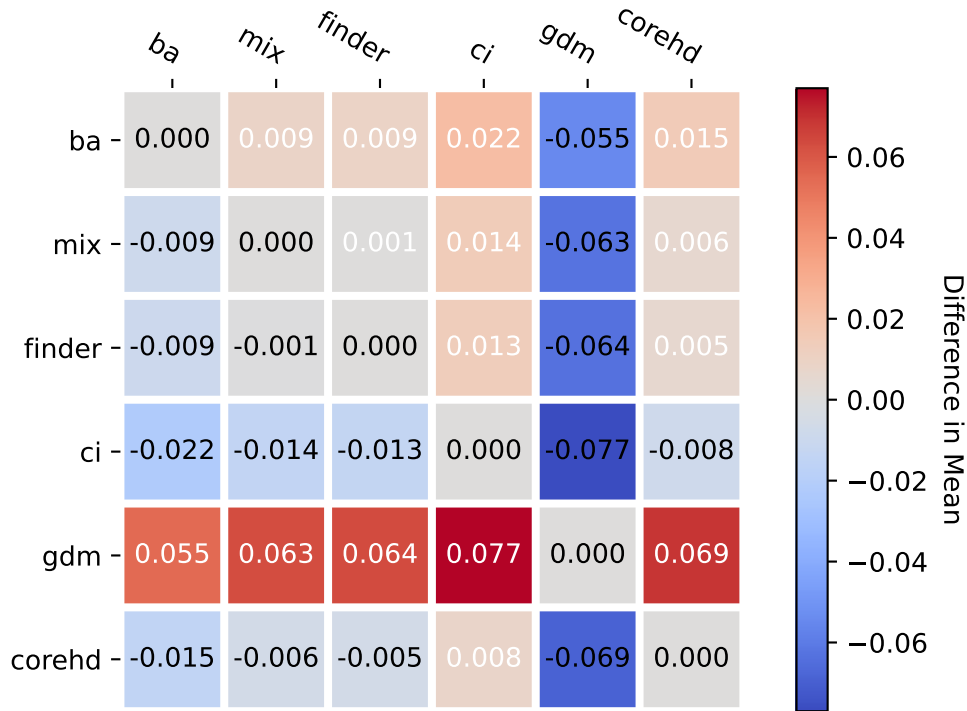 ba mix finder ci gdm corehd
ba 0.000 0.009 0.009 0.022 -0.055 0.015
mix -0.009 0.000 0.001 0.014 -0.063 0.006
finder -0.009 -0.001 0.000 0.013 -0.064 0.005
ci -0.022 -0.014 -0.013 0.000 -0.077 -0.008
gdm 0.055 0.063 0.064 0.077 0.000 0.069
corehd -0.015 -0.006 -0.005 0.008 -0.069 0.000
0.06
0.04
0.02
0.00
−0.02
−0.04
−0.06
Difference in Mean